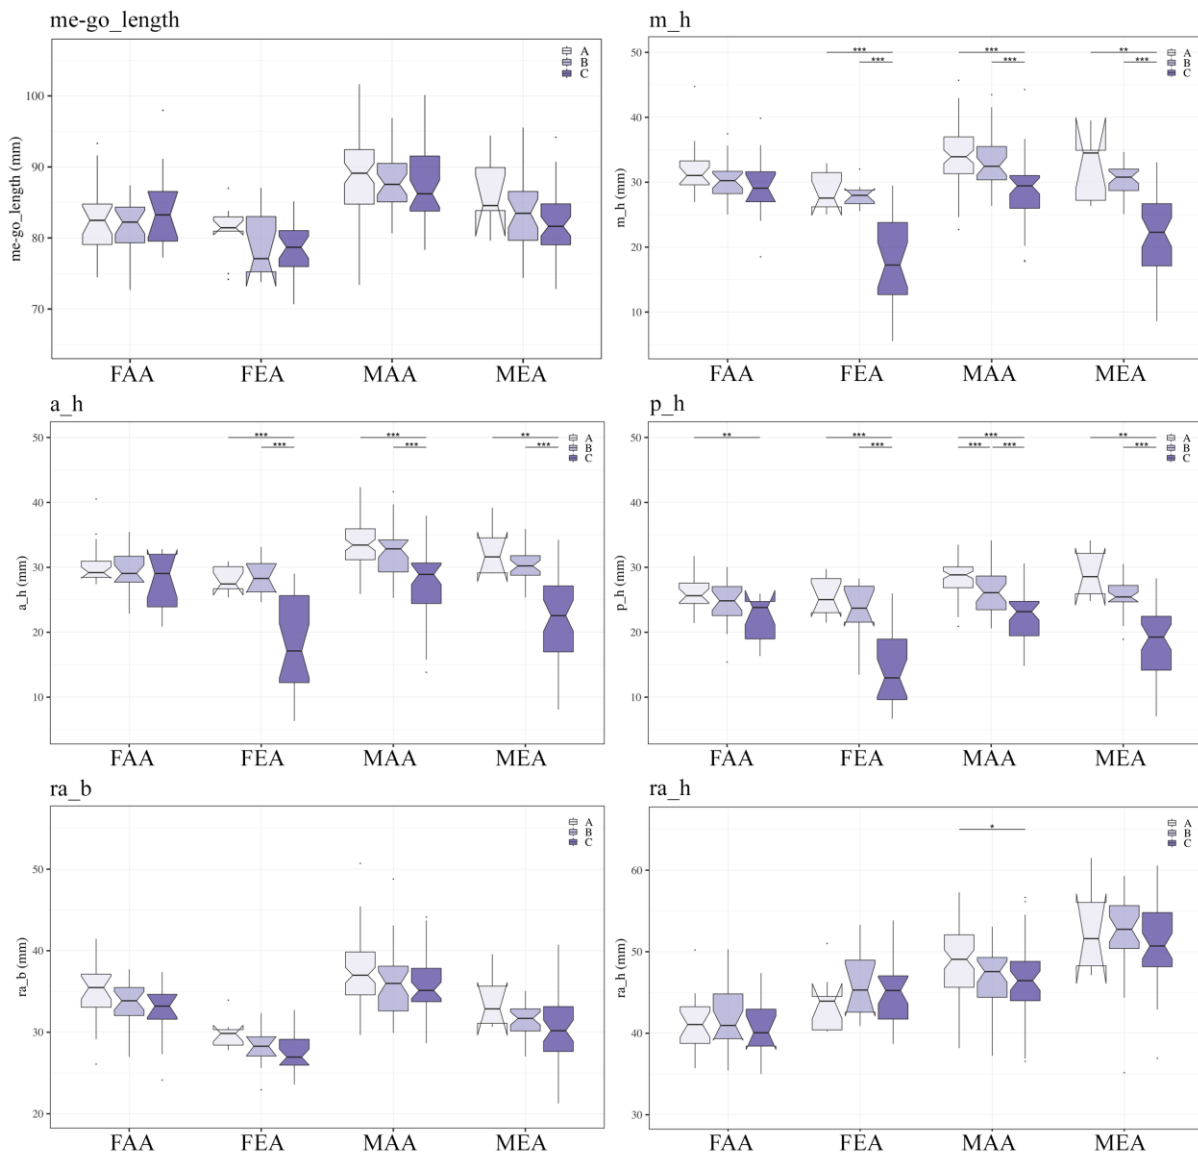 me-go_length
me-go_length (mm)
100
90
80
70
A
B
C
FAA FEA MAA MEA
m_h
m_h (mm)
50
40
30
20
10
*** *** **
*** *** ***
A
B
C
FAA FEA MAA MEA
a_h
a_h (mm)
50
40
30
20
10
*** *** **
*** *** ***
A
B
C
FAA FEA MAA MEA
p_h
p_h (mm)
50
40
30
20
10
** *** *** **
*** *** *** ***
A
B
C
FAA FEA MAA MEA
ra_b
ra_b (mm)
50
40
30
20
A
B
C
FAA FEA MAA MEA
ra_h
ra_h (mm)
60
50
40
30
*
A
B
C
FAA FEA MAA MEA